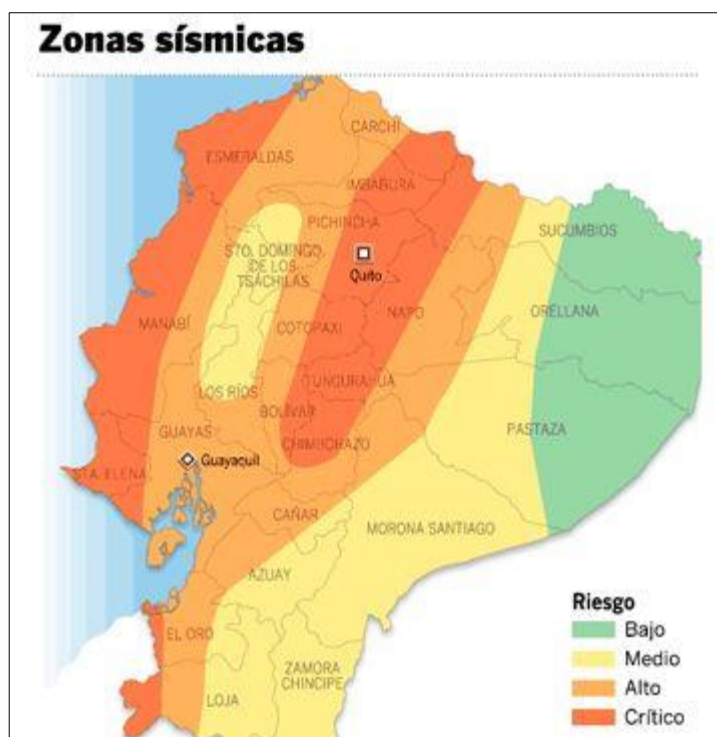 Zonas sísmicas
CARCHI
ESMERALDAS
IMBABURA
PICHINCHA
SUCUMBIOS
STO. DOMINGO
DE LOS
TSÁCHILAS
Quito
ORELLANA
NAPO
MANABÍ
COTOPAXI
TUNGURAHUA
LOS RÍOS
BOLÍVAR
PASTAZA
GUAYAS
CHIMBORAZO
Guayaquil
STA. ELENA
CAÑAR
MORONA SANTIAGO
AZUAY
Riesgo
Bajo
EL ORO
Medio
ZAMORA
CHINCIPE
Alto
LOJA
Crítico